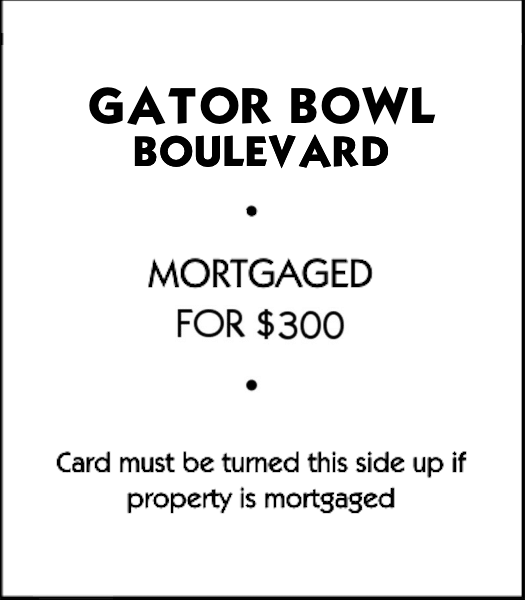 GATOR BOWL
BOULEVARD
•
MORTGAGED
FOR $300
•
Card must be turned this side up if
property is mortgaged